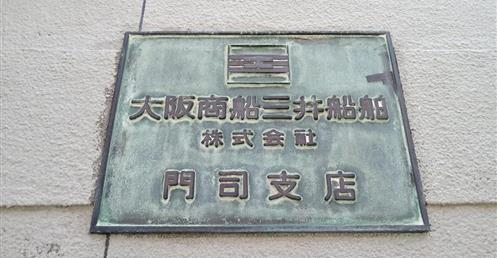 大阪商船三井船舶
株式会社
門司支店